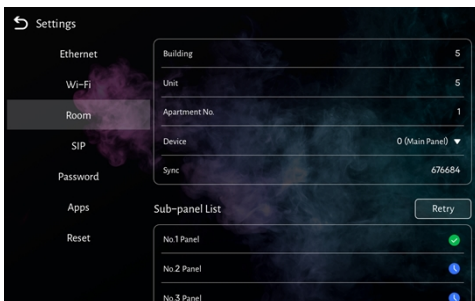 Settings
Ethernet
Wi-Fi
Room
SIP
Password
Apps
Reset
Building 5
Unit 5
Apartment No. 1
Device 0 (Main Panel)
Sync 676684
Sub-panel List Retry
No.1 Panel
No.2 Panel
No.3 Panel